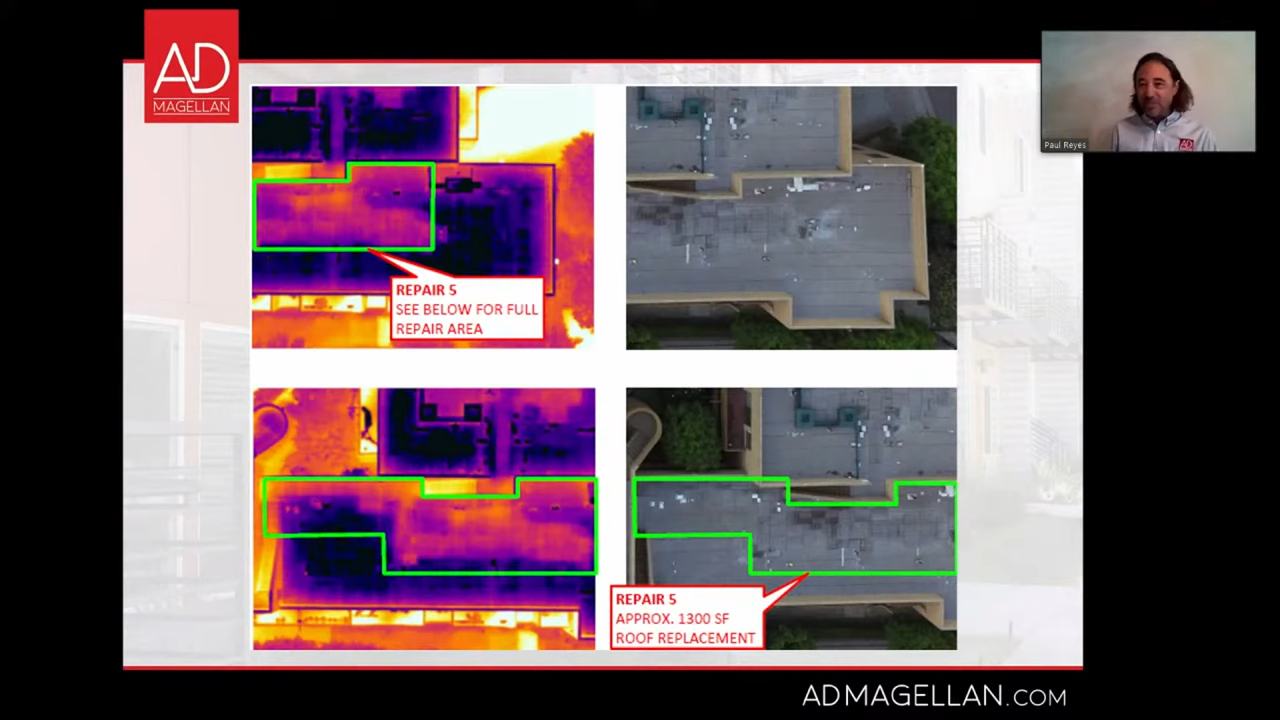 AD
MAGELLAN
Paul Reyes
REPAIR 5
SEE BELOW FOR FULL
REPAIR AREA
REPAIR 5
APPROX. 1300 SF
ROOF REPLACEMENT
ADMAGELLAN.COM